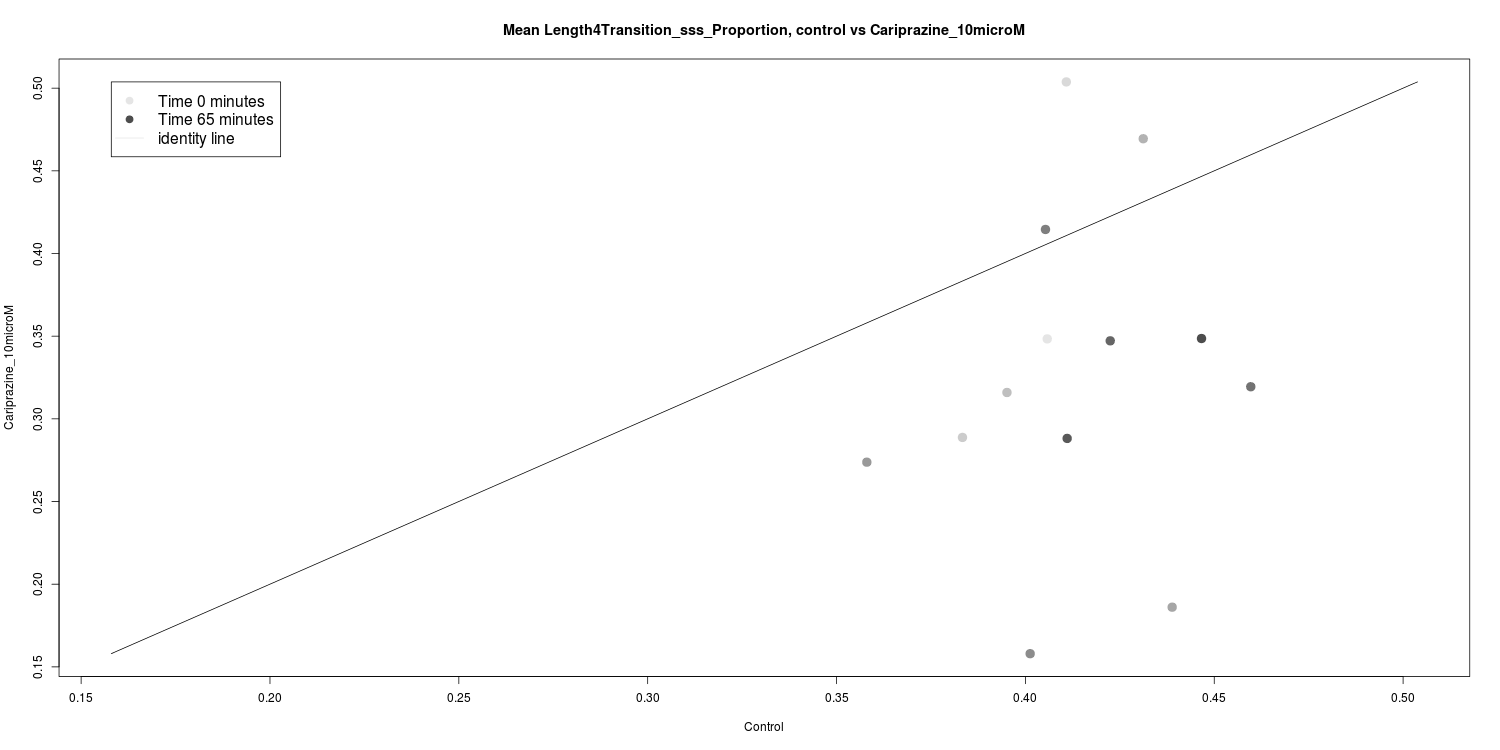 Mean Length4Transition_sss_Proportion, control vs Cariprazine_10microM
Time 0 minutes
Time 65 minutes
identity line
Cariprazine_10microM
0.50
0.45
0.40
0.35
0.30
0.25
0.20
0.15
0.15 0.20 0.25 0.30 0.35 0.40 0.45 0.50
Control